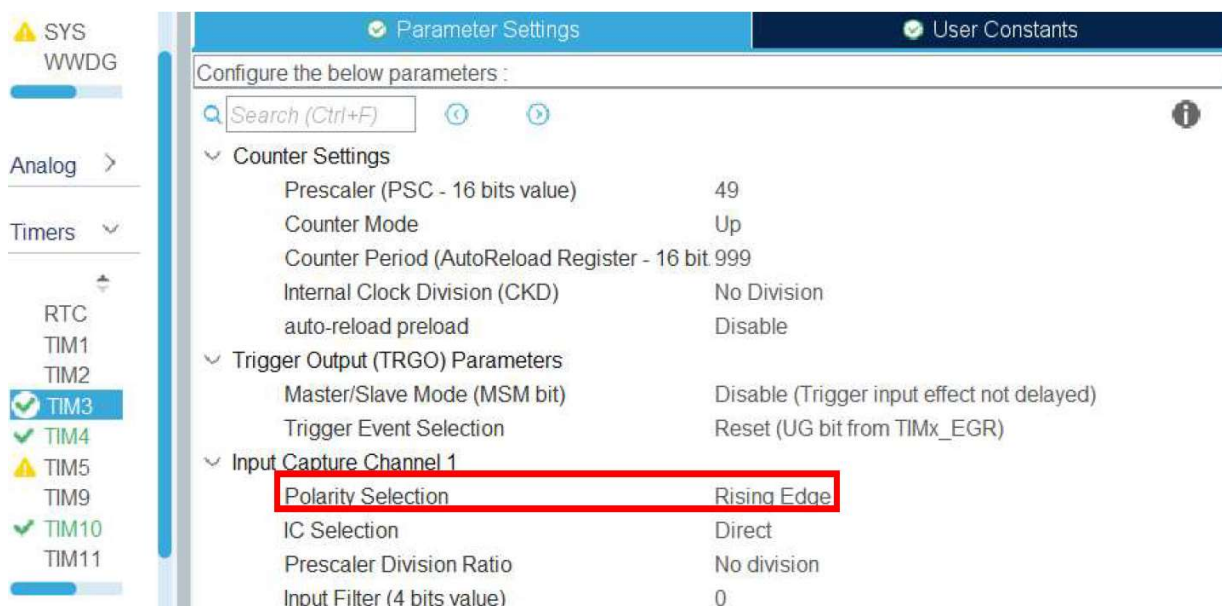 SYS
WWDG
Analog
Timers
RTC
TIM1
TIM2
TIM3
TIM4
TIM5
TIM9
TIM10
TIM11
Parameter Settings
User Constants
Configure the below parameters :
Search (Ctrl+F)
Counter Settings
Prescaler (PSC - 16 bits value) 49
Counter Mode Up
Counter Period (AutoReload Register - 16 bit 999
Internal Clock Division (CKD) No Division
auto-reload preload Disable
Trigger Output (TRGO) Parameters
Master/Slave Mode (MSM bit) Disable (Trigger input effect not delayed)
Trigger Event Selection Reset (UG bit from TIMx_EGR)
Input Capture Channel 1
Polarity Selection Rising Edge
IC Selection Direct
Prescaler Division Ratio No division
Input Filter (4 bits value) 0